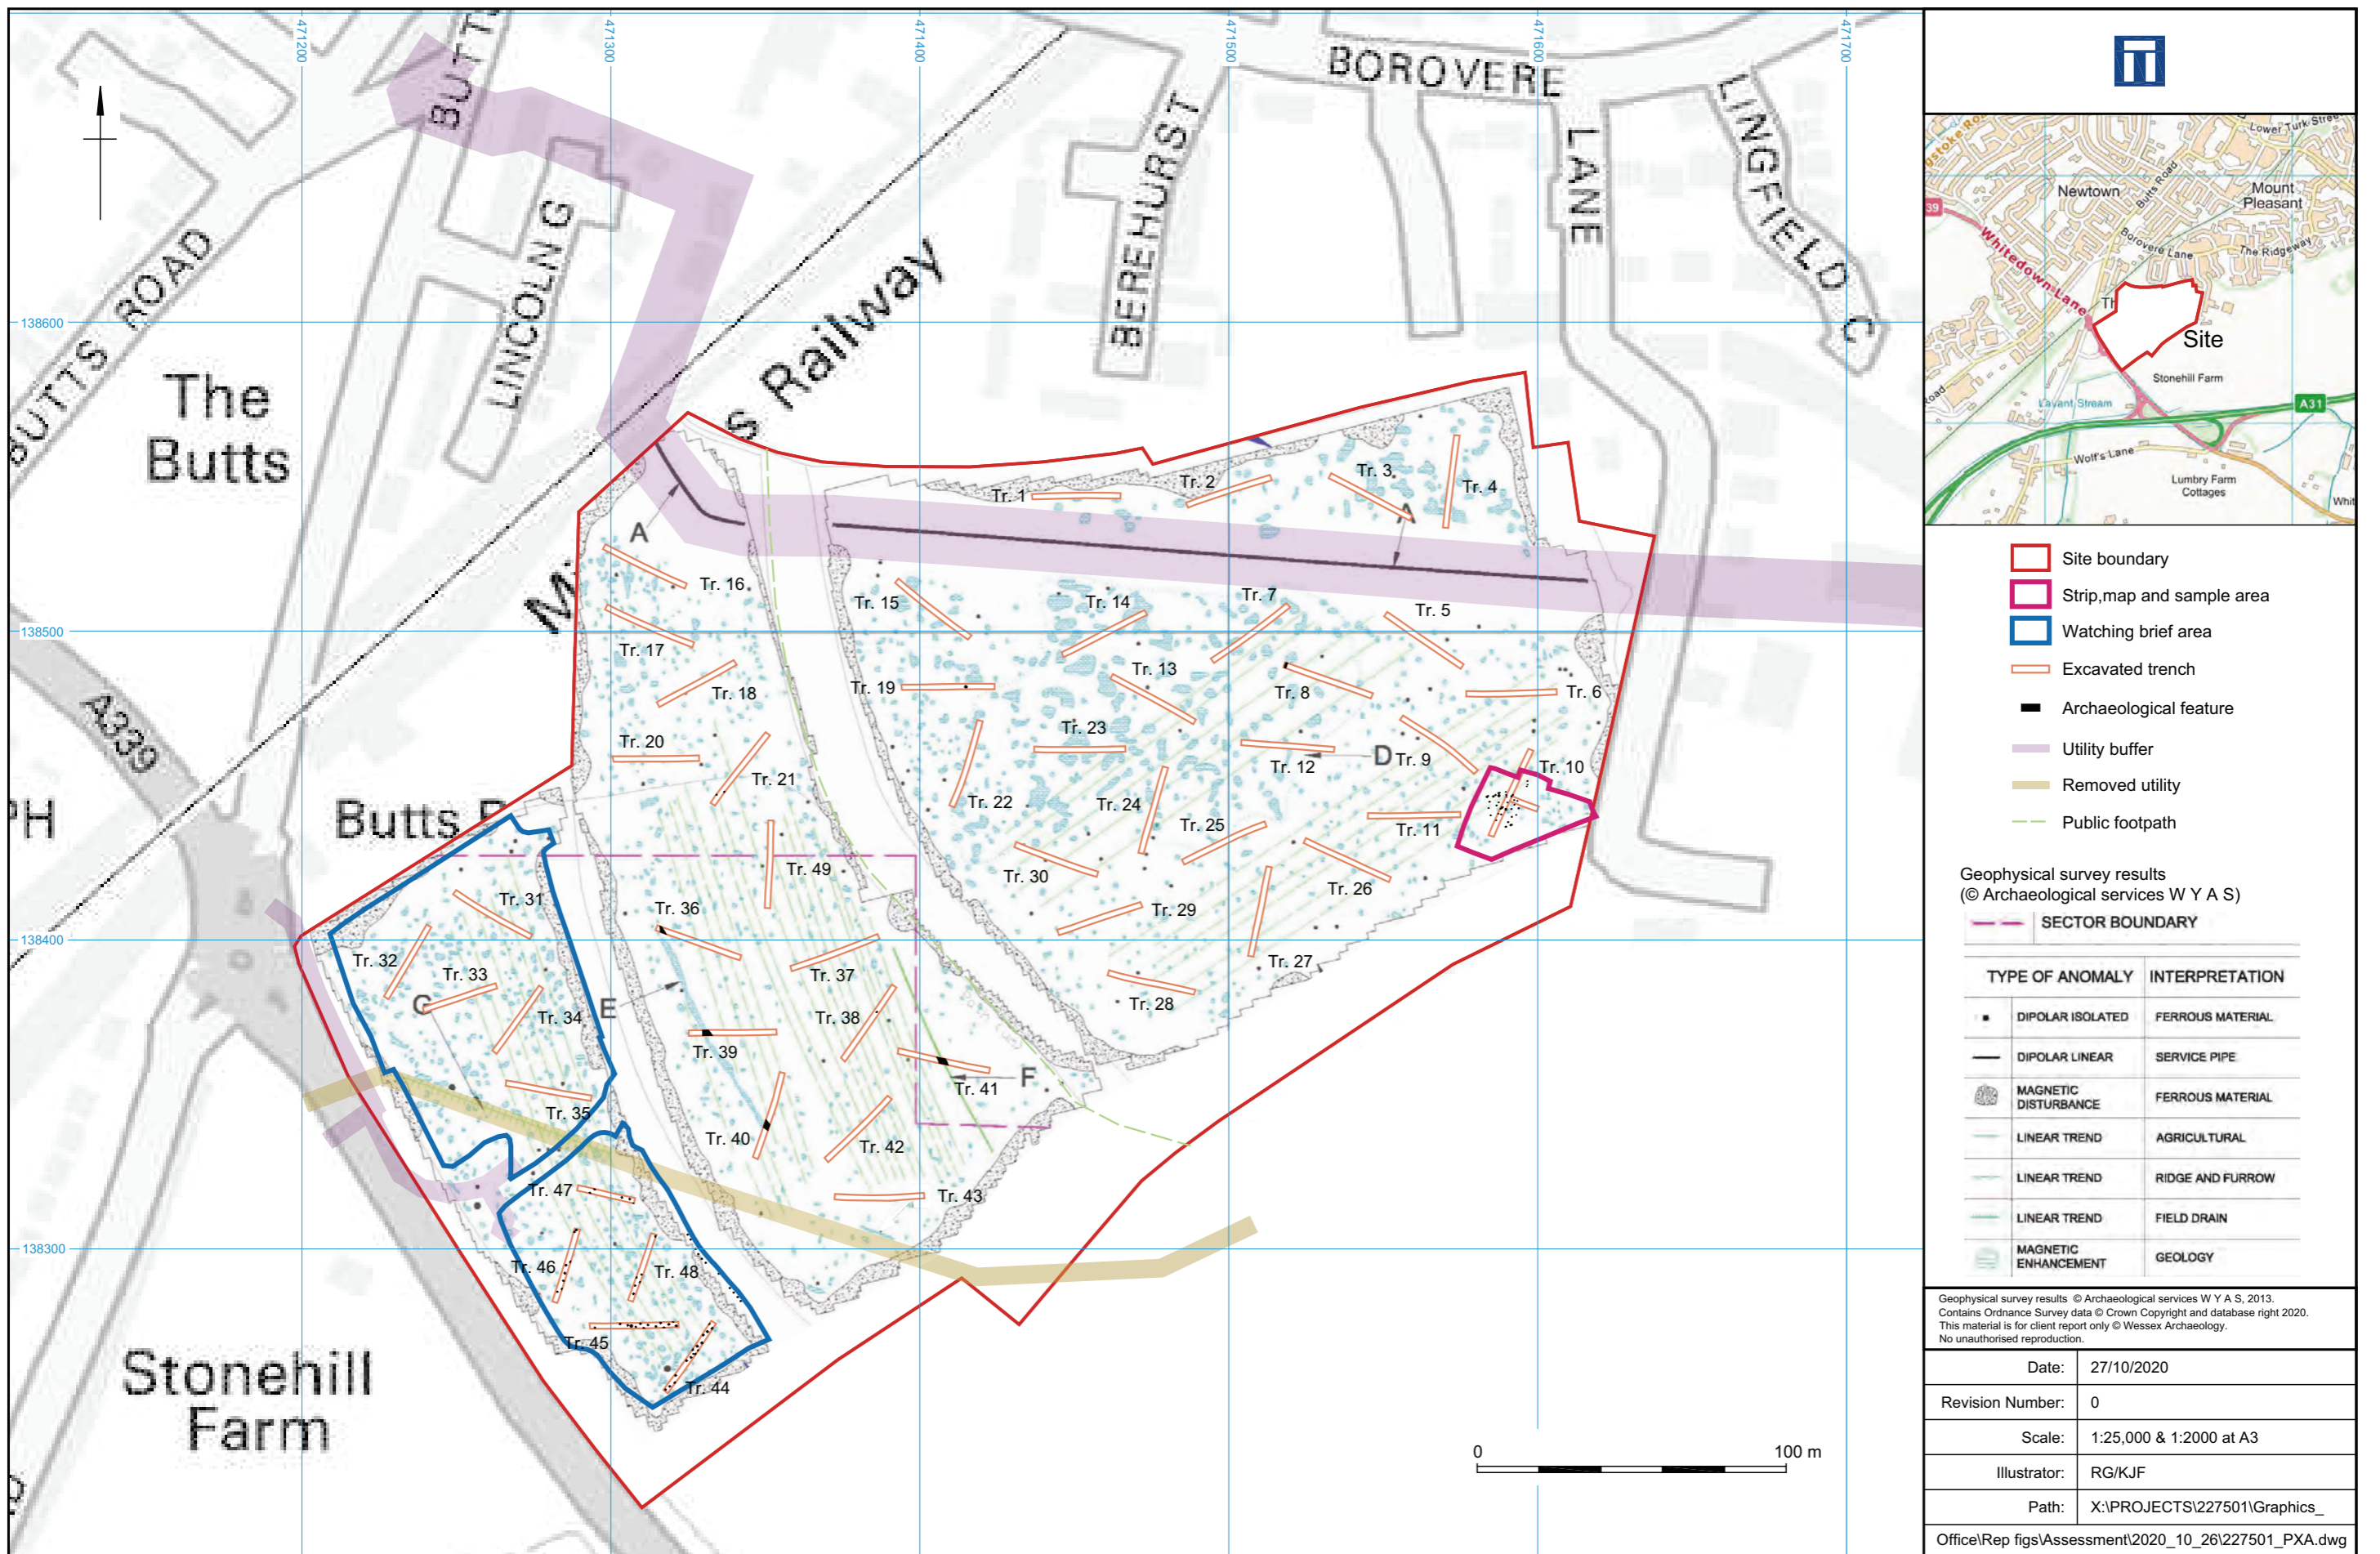 471200
471300
471400
471500
471600
471700
138600
138500
138400
138300
BUTTS ROAD
BUTTS
LINCOLN G
The
Butts
BEREHURST
BOROVERE
LANE
LINGFIELD C
S Railway
Mi
A339
PH
Butts
Stonehill
Farm
A
A
C
D
E
F
Tr. 1
Tr. 2
Tr. 3
Tr. 4
Tr. 16
Tr. 15
Tr. 14
Tr. 7
Tr. 5
Tr. 17
Tr. 18
Tr. 19
Tr. 13
Tr. 8
Tr. 6
Tr. 20
Tr. 21
Tr. 23
Tr. 12
Tr. 9
Tr. 10
Tr. 22
Tr. 24
Tr. 25
Tr. 11
Tr. 49
Tr. 30
Tr. 26
Tr. 31
Tr. 36
Tr. 29
Tr. 32
Tr. 33
Tr. 37
Tr. 27
Tr. 34
Tr. 38
Tr. 28
Tr. 39
Tr. 41
Tr. 35
Tr. 40
Tr. 42
Tr. 47
Tr. 43
Tr. 46
Tr. 48
Tr. 45
Tr. 44
0
100 m
Lower Turk Stree
Newtown
Butts Road
Mount
Pleasant
39
Whitedown Lane
Borovere Lane
The Ridgeway
Th
Site
Stonehill Farm
Lavant Stream
A31
Road
Wolf's Lane
Lumbry Farm
Cottages
Whit
Site boundary
Strip,map and sample area
Watching brief area
Excavated trench
Archaeological feature
Utility buffer
Removed utility
Public footpath
Geophysical survey results
(© Archaeological services W Y A S)
SECTOR BOUNDARY
TYPE OF ANOMALY INTERPRETATION
DIPOLAR ISOLATED FERROUS MATERIAL
DIPOLAR LINEAR SERVICE PIPE
MAGNETIC
DISTURBANCE FERROUS MATERIAL
LINEAR TREND AGRICULTURAL
LINEAR TREND RIDGE AND FURROW
LINEAR TREND FIELD DRAIN
MAGNETIC
ENHANCEMENT GEOLOGY
Geophysical survey results © Archaeological services W Y A S, 2013.
Contains Ordnance Survey data © Crown Copyright and database right 2020.
This material is for client report only © Wessex Archaeology.
No unauthorised reproduction.
Date: 27/10/2020
Revision Number: 0
Scale: 1:25,000 & 1:2000 at A3
Illustrator: RG/KJF
Path: X:\PROJECTS\227501\Graphics_
Office\Rep figs\Assessment\2020_10_26\227501_PXA.dwg